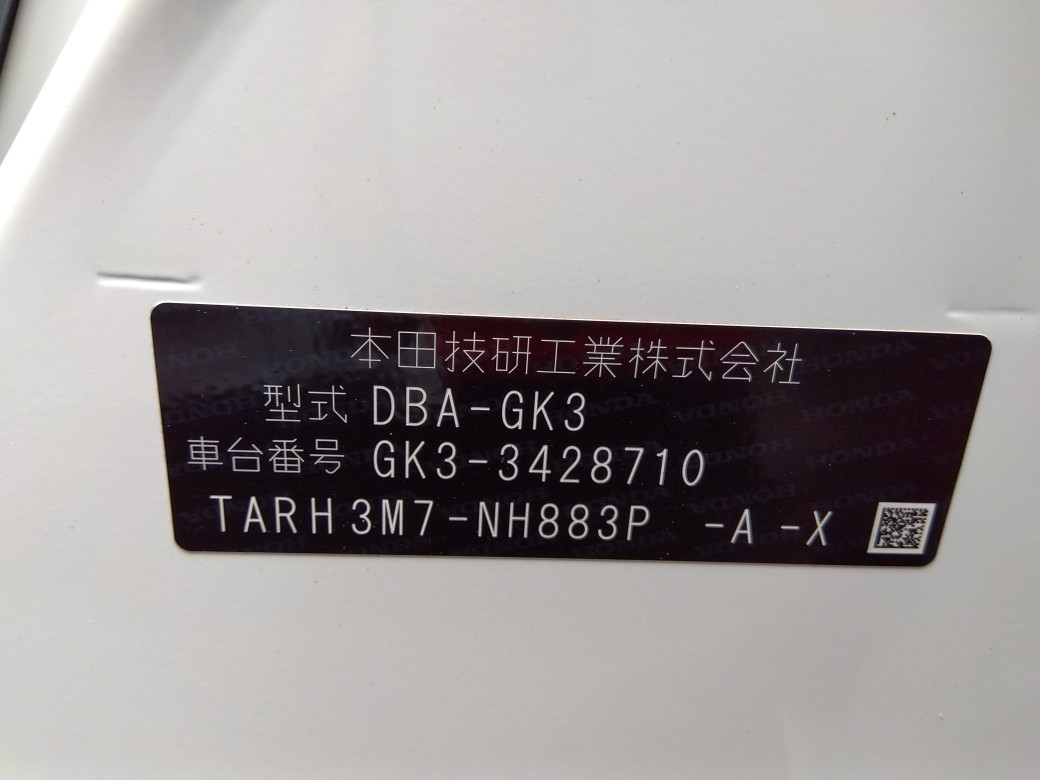 本田技研工業株式会社
型式 DBA-GK3
車台番号 GK3-3428710
TARH3M7-NH883P -A -X